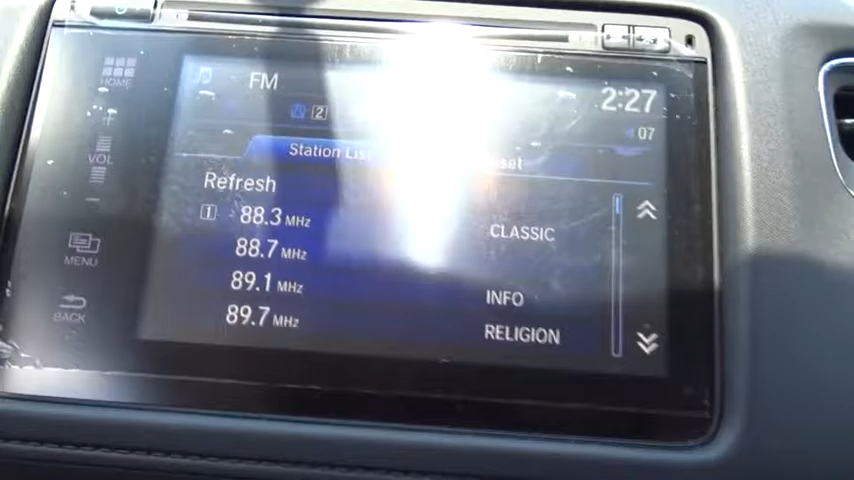 HOME
FM
2:27
2
07
VOL
Station List
Refresh
1 88.3 MHz CLASSIC
88.7 MHz
MENU
89.1 MHz INFO
BACK
89.7 MHz RELIGION